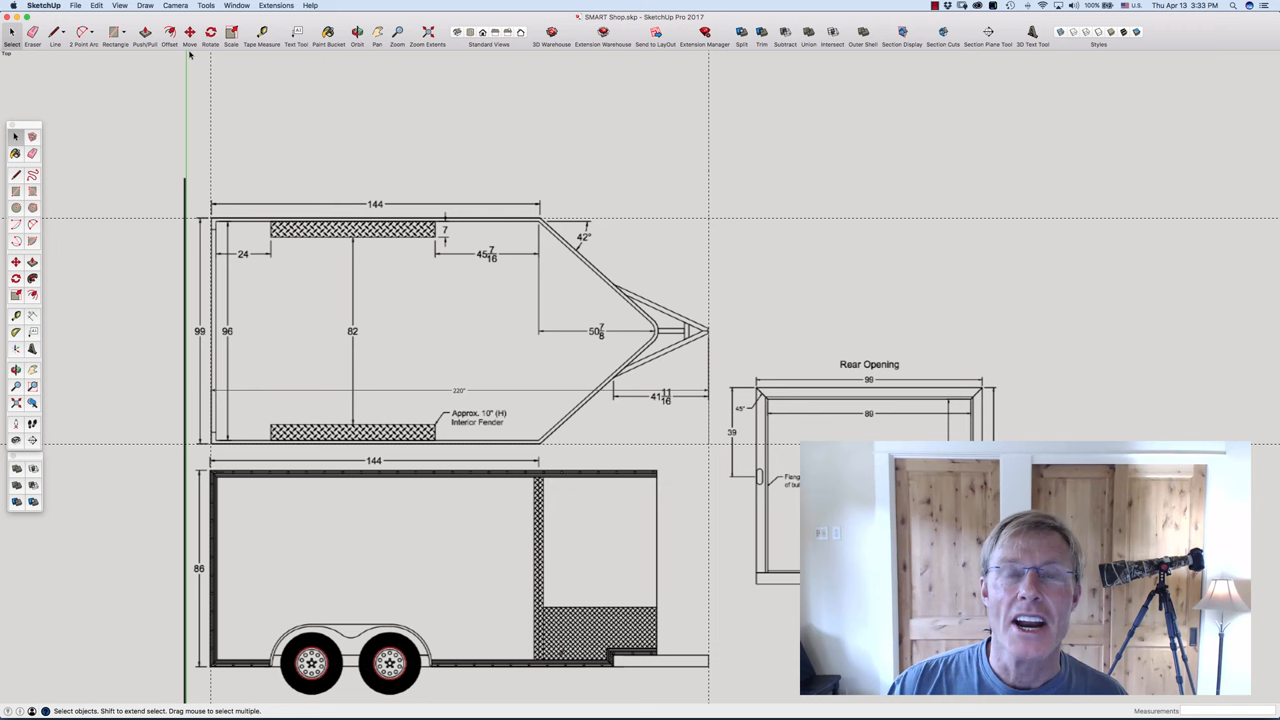 SketchUp File Edit View Draw Camera Tools Window Extensions Help
100% U.S. Thu Apr 13 3:33 PM
SMART Shop.skp - SketchUp Pro 2017
Select Eraser Line 2 Point Arc Rectangle Push/Pull Offset Move Rotate Scale Tape Measure Text Tool Paint Bucket Orbit Pan Zoom Zoom Extents Standard Views 3D Warehouse Extension Warehouse Send to LayOut Extension Manager Split Trim Subtract Union Intersect Outer Shell Section Display Section Cuts Section Plane Tool 3D Text Tool Styles
Top
144
7
42°
24
45 7/16
99
96
82
50 7/8
220"
41 11/16
Approx. 10" (H)
Interior Fender
144
86
Rear Opening
99
45°
89
39
Flang
of bu
Select objects. Shift to extend select. Drag mouse to select multiple.
Measurements